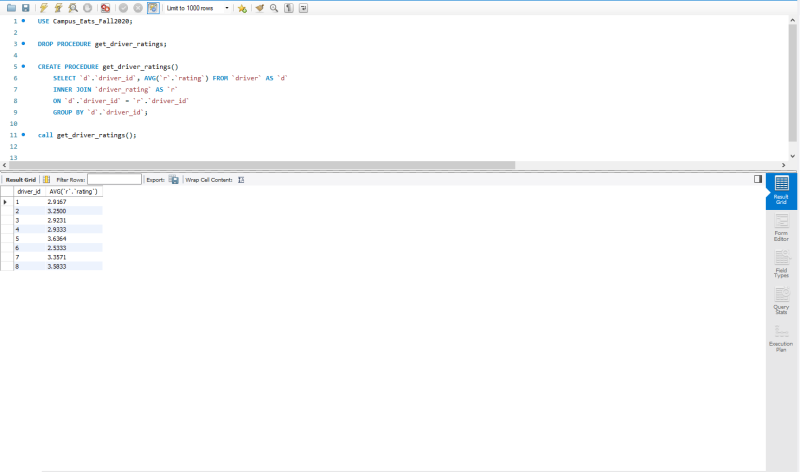 Limit to 1000 rows
1 USE Campus_Eats_Fall2020;
2
3 DROP PROCEDURE get_driver_ratings;
4
5 CREATE PROCEDURE get_driver_ratings()
6 SELECT `d`.`driver_id`, AVG(`r`.`rating`) FROM `driver` AS `d`
7 INNER JOIN `driver_rating` AS `r`
8 ON `d`.`driver_id` = `r`.`driver_id`
9 GROUP BY `d`.`driver_id`;
10
11 call get_driver_ratings();
12
13
Result Grid Filter Rows: Export: Wrap Cell Content:
driver_id AVG(`r`.`rating`)
1 2.9167
2 3.2500
3 2.9231
4 2.9333
5 3.6364
6 2.5333
7 3.3571
8 3.5833
Result
Grid
Form
Editor
Field
Types
Query
Stats
Execution
Plan